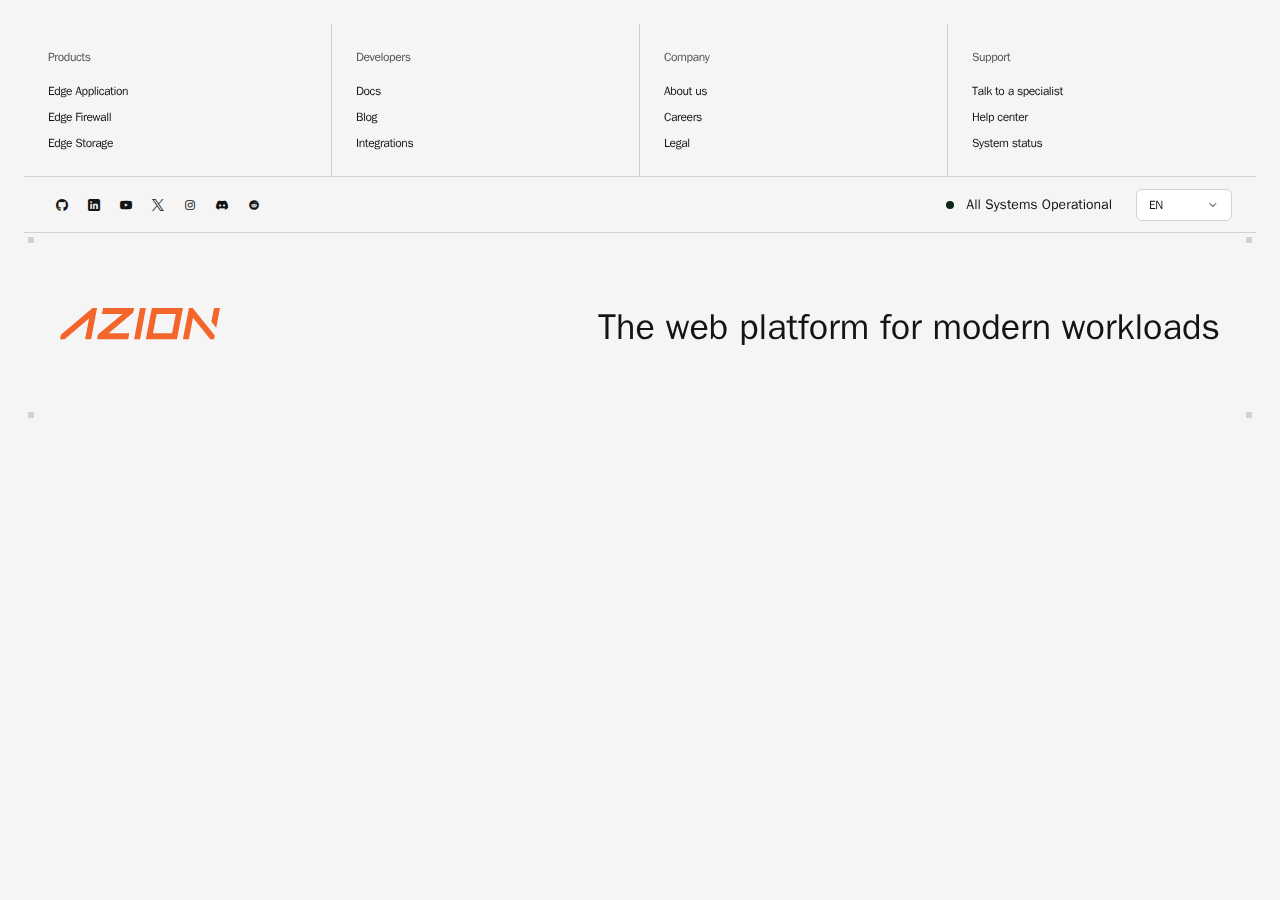 Products
Edge Application
Edge Firewall
Edge Storage
Developers
Docs
Blog
Integrations
Company
About us
Careers
Legal
Support
Talk to a specialist
Help center
System status
All Systems Operational
EN
AZION
The web platform for modern workloads